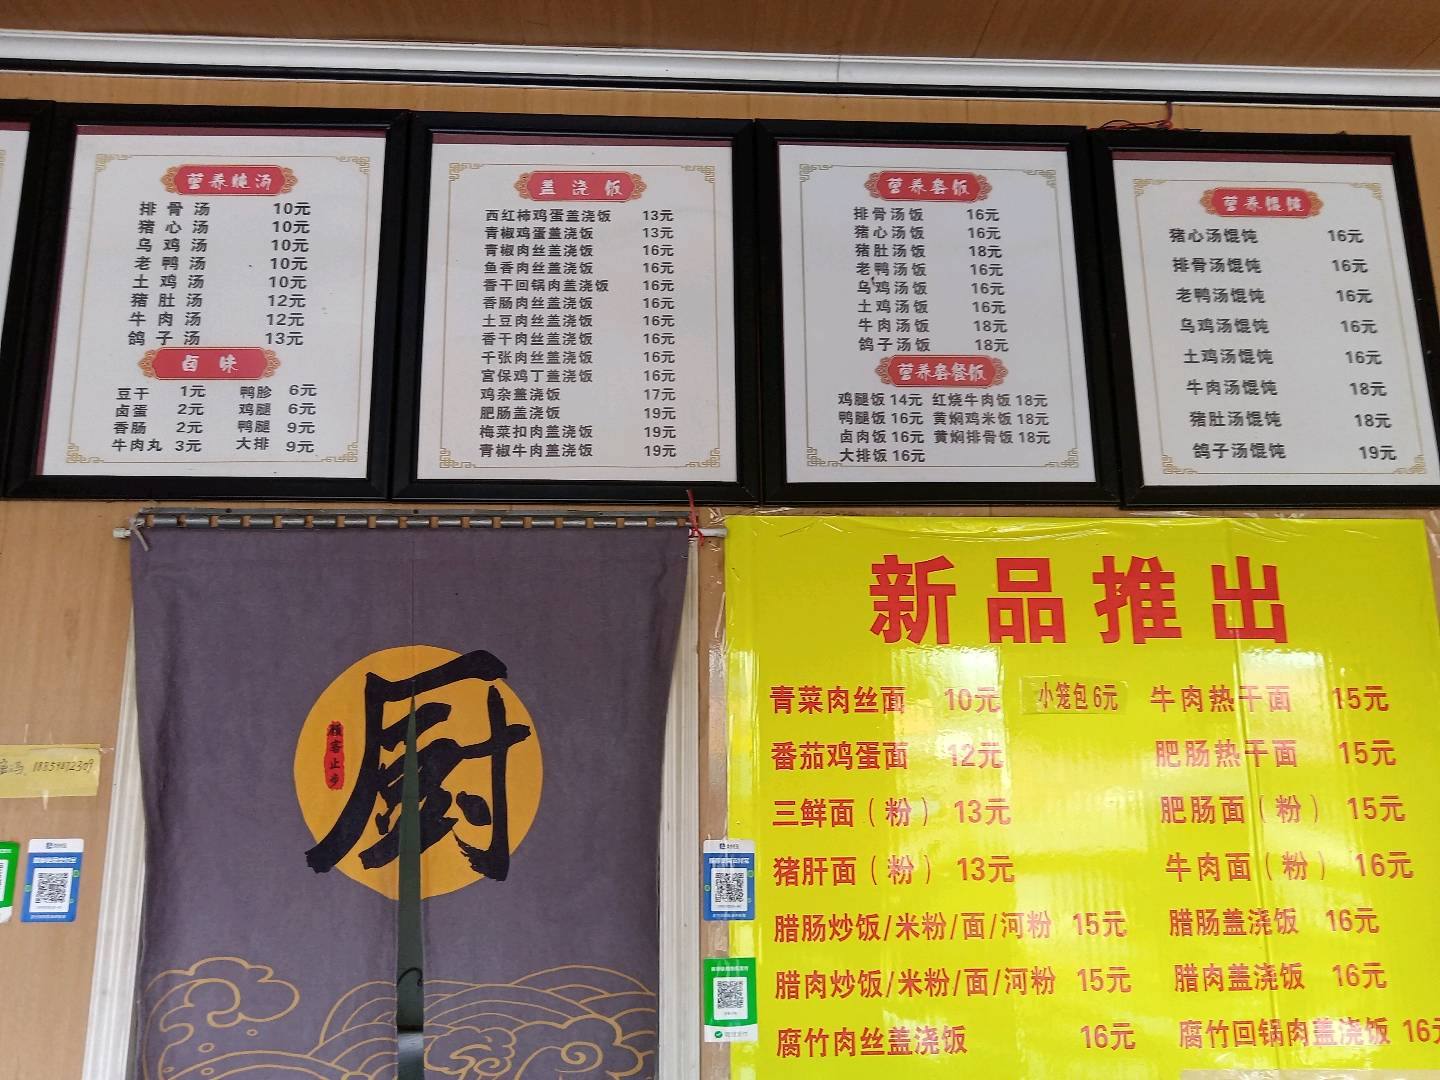 营养炖汤
排骨汤 10元
猪心汤 10元
乌鸡汤 10元
老鸭汤 10元
土鸡汤 10元
猪肚汤 12元
牛肉汤 12元
鸽子汤 13元
卤味
豆干 1元 鸭胗 6元
卤蛋 2元 鸡腿 6元
香肠 2元 鸭腿 9元
牛肉丸 3元 大排 9元
盖浇饭
西红柿鸡蛋盖浇饭 13元
青椒鸡蛋盖浇饭 13元
青椒肉丝盖浇饭 16元
鱼香肉丝盖浇饭 16元
香干回锅肉盖浇饭 16元
香肠肉丝盖浇饭 16元
土豆肉丝盖浇饭 16元
香干肉丝盖浇饭 16元
千张肉丝盖浇饭 16元
宫保鸡丁盖浇饭 16元
鸡杂盖浇饭 17元
肥肠盖浇饭 19元
梅菜扣肉盖浇饭 19元
青椒牛肉盖浇饭 19元
营养套饭
排骨汤饭 16元
猪心汤饭 16元
猪肚汤饭 18元
老鸭汤饭 16元
乌鸡汤饭 16元
土鸡汤饭 16元
牛肉汤饭 18元
鸽子汤饭 18元
营养套餐饭
鸡腿饭 14元 红烧牛肉饭 18元
鸭腿饭 16元 黄焖鸡米饭 18元
卤肉饭 16元 黄焖排骨饭 18元
大排饭 16元
营养馄饨
猪心汤馄饨 16元
排骨汤馄饨 16元
老鸭汤馄饨 16元
乌鸡汤馄饨 16元
土鸡汤馄饨 16元
牛肉汤馄饨 18元
猪肚汤馄饨 18元
鸽子汤馄饨 19元
厨
顾客止步
新品推出
青菜肉丝面 10元 小笼包 6元 牛肉热干面 15元
番茄鸡蛋面 12元 肥肠热干面 15元
三鲜面（粉） 13元 肥肠面（粉） 15元
猪肝面（粉） 13元 牛肉面（粉） 16元
腊肠炒饭/米粉/面/河粉 15元 腊肠盖浇饭 16元
腊肉炒饭/米粉/面/河粉 15元 腊肉盖浇饭 16元
腐竹肉丝盖浇饭 16元 腐竹回锅肉盖浇饭 16元